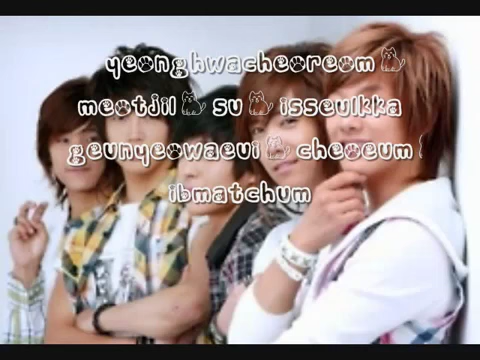 yeonghwacheoreom
meotjil su isseulkka
geunyeowaeui cheoeum
ibmatchum